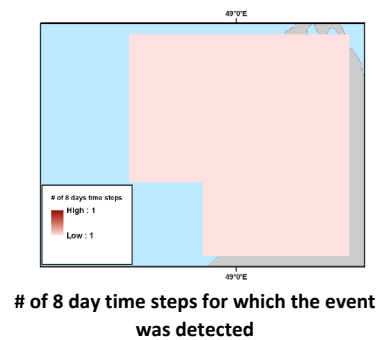 49°0'E
# of 8 days time steps
High : 1
Low : 1
49°0'E
# of 8 day time steps for which the event
was detected